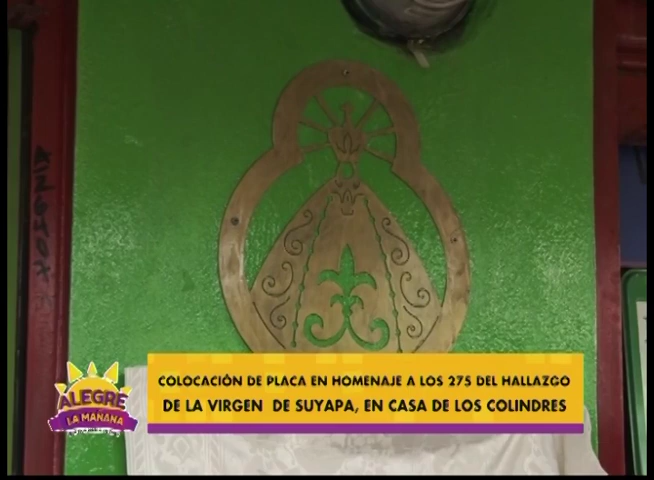 KINGTOX
COLOCACIÓN DE PLACA EN HOMENAJE A LOS 275 DEL HALLAZGO
DE LA VIRGEN DE SUYAPA, EN CASA DE LOS COLINDRES
ALEGRE
LA MAÑANA